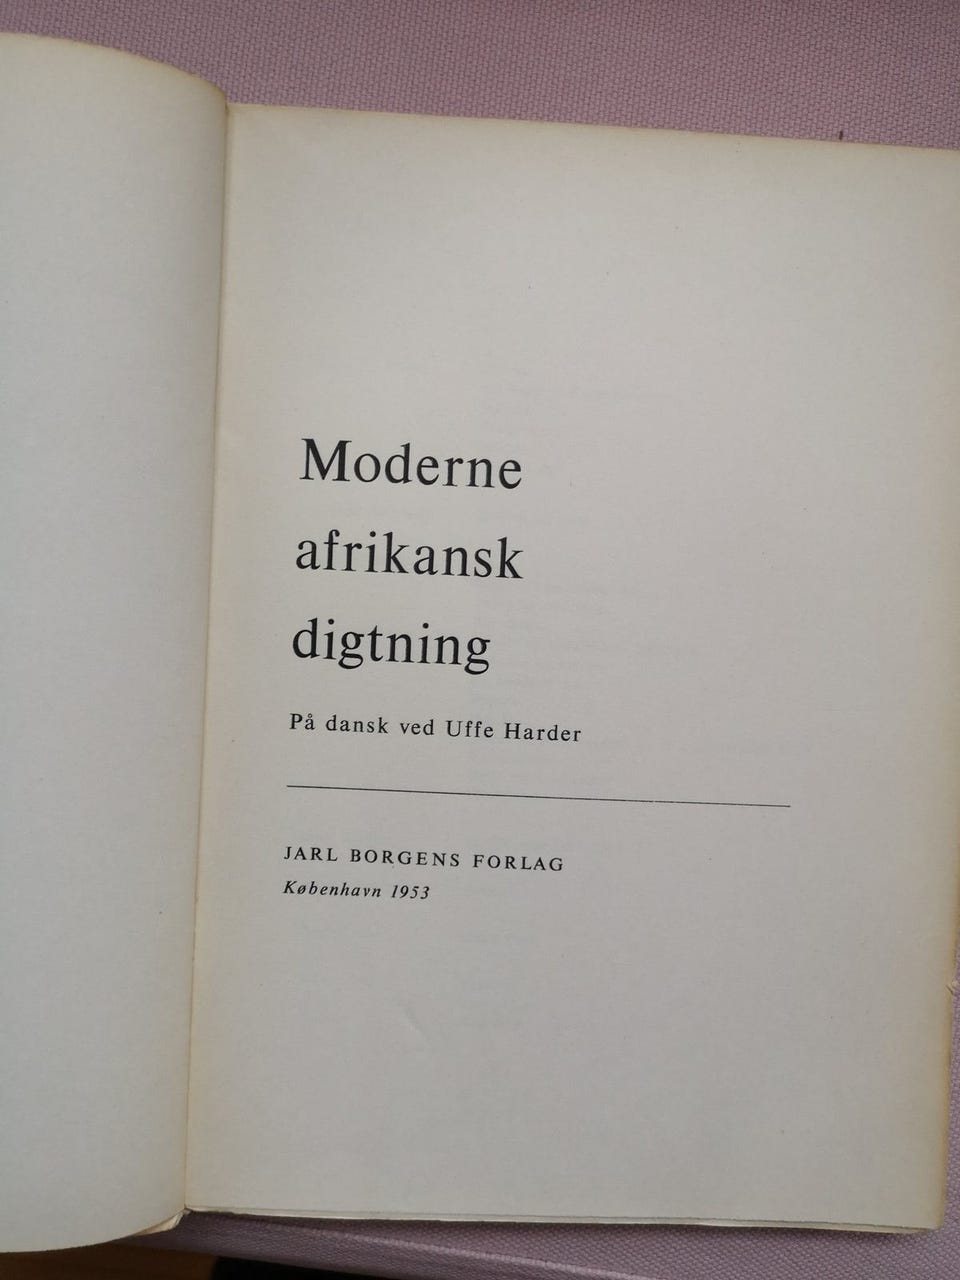 Moderne
afrikansk
digtning
På dansk ved Uffe Harder
JARL BORGENS FORLAG
København 1953